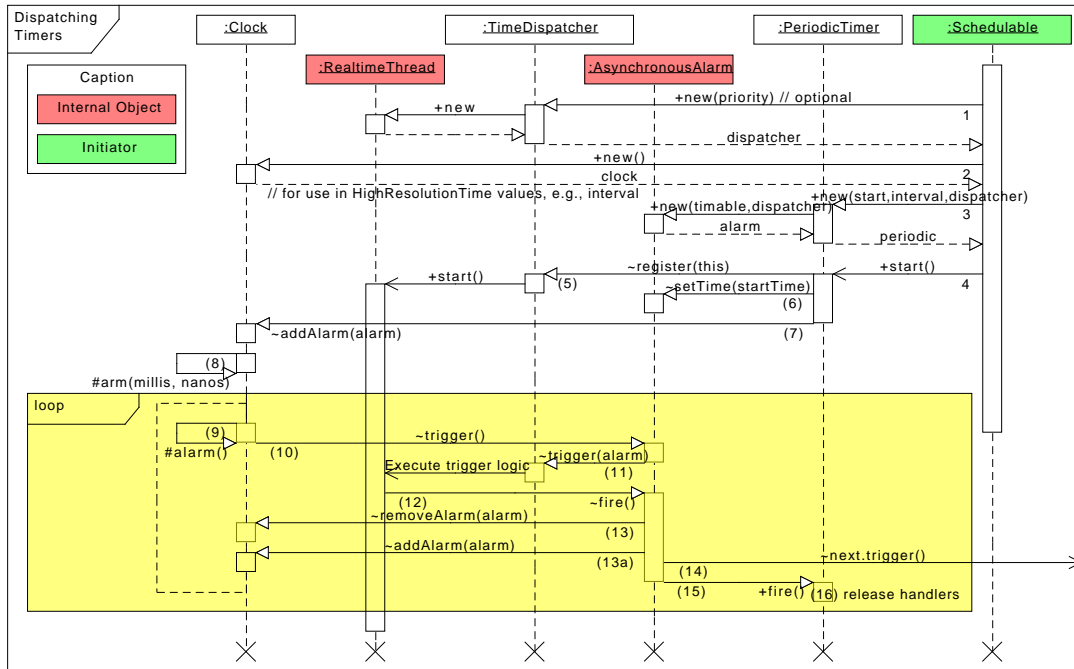 Dispatching
Timers
:Clock
:TimeDispatcher
:PeriodicTimer
:Schedulable
:RealtimeThread
:AsynchronousAlarm
Caption
Internal Object
Initiator
+new(priority) // optional
1
+new
dispatcher
+new()
clock
2
// for use in HighResolutionTime values, e.g., interval
+new(start,interval,dispatcher)
+new(timable,dispatcher)
3
alarm
periodic
+start()
~register(this)
+start()
(5)
4
~setTime(startTime)
(6)
~addAlarm(alarm)
(7)
(8)
#arm(millis, nanos)
loop
(9)
~trigger()
#alarm()
(10)
~trigger(alarm)
Execute trigger logic
(11)
(12)
~fire()
~removeAlarm(alarm)
(13)
~addAlarm(alarm)
(13a)
~next.trigger()
(14)
(15)
+fire()
(16) release handlers